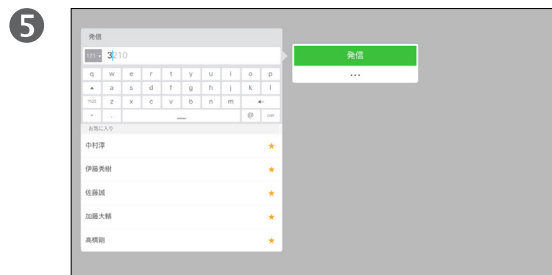 5
発信
123 3210
発信
...
q w e r t y u i o p
a s d f g h j k l
z x c v b n m
- . @
お気に入り
中村淳
伊藤秀樹
佐藤誠
加藤大輔
高橋剛